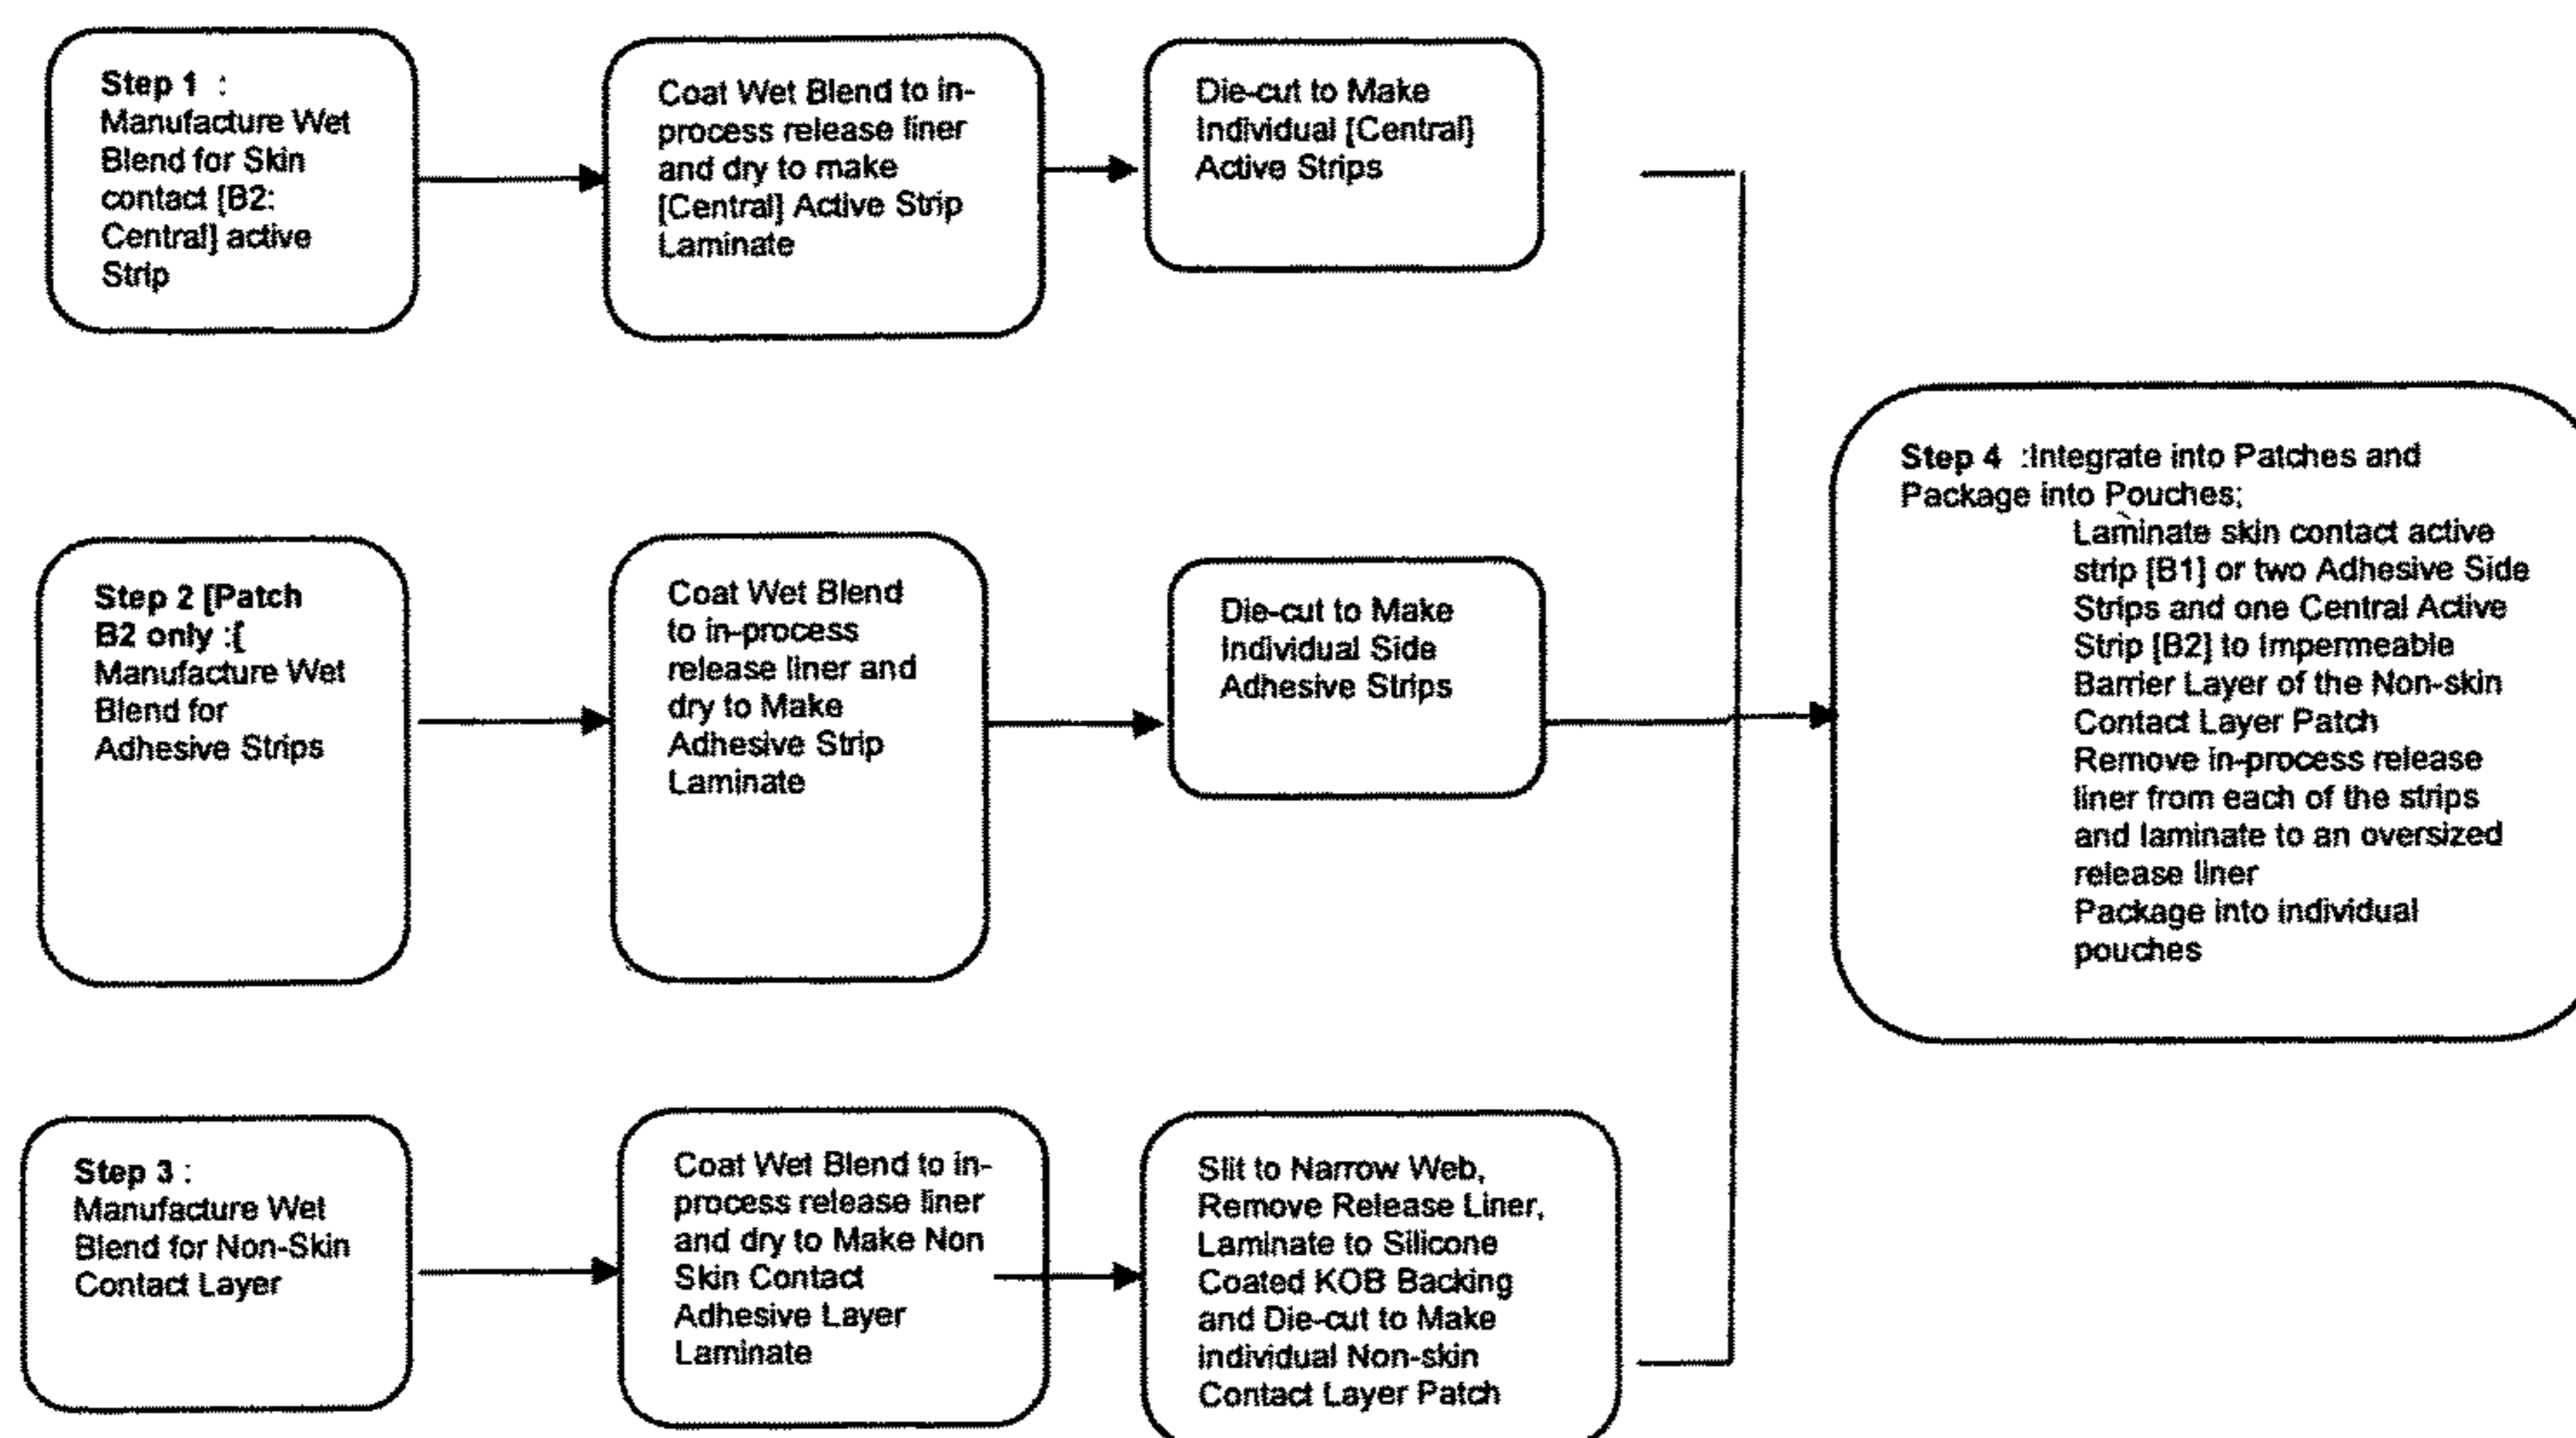 Step 1 :
Manufacture Wet
Blend for Skin
contact [B2:
Central] active
Strip
Coat Wet Blend to in-
process release liner
and dry to make
[Central] Active Strip
Laminate
Die-cut to Make
Individual [Central]
Active Strips
Step 2 [Patch
B2 only :[
Manufacture Wet
Blend for
Adhesive Strips
Coat Wet Blend
to in-process
release liner and
dry to Make
Adhesive Strip
Laminate
Die-cut to Make
Individual Side
Adhesive Strips
Step 3 :
Manufacture Wet
Blend for Non-Skin
Contact Layer
Coat Wet Blend to in-
process release liner
and dry to Make Non
Skin Contact
Adhesive Layer
Laminate
Slit to Narrow Web,
Remove Release Liner,
Laminate to Silicone
Coated KOB Backing
and Die-cut to Make
individual Non-skin
Contact Layer Patch
Step 4 :Integrate into Patches and
Package into Pouches;
Laminate skin contact active
strip [B1] or two Adhesive Side
Strips and one Central Active
Strip [B2] to Impermeable
Barrier Layer of the Non-skin
Contact Layer Patch
Remove in-process release
liner from each of the strips
and laminate to an oversized
release liner
Package into individual
pouches